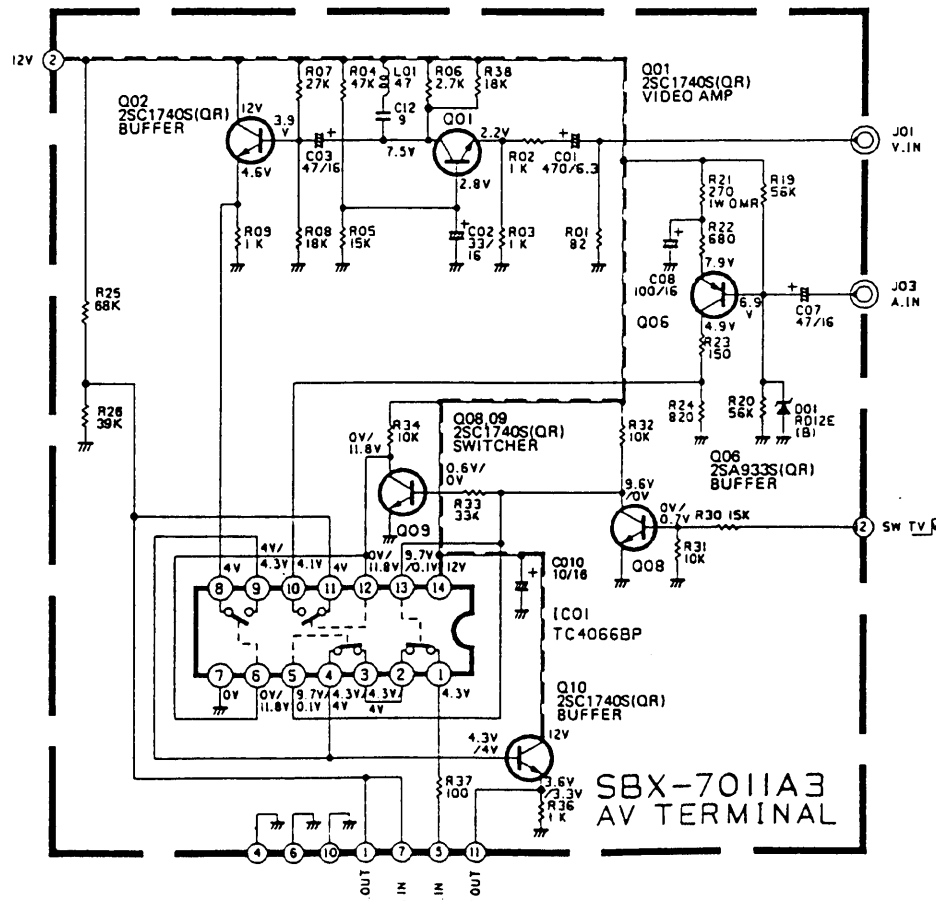 12V
2
R07
27K
R04
47K
L01
47
R06
2.7K
R38
18K
Q01
2SC1740S(QR)
VIDEO AMP
Q02
2SC1740S(QR)
BUFFER
12V
3.9
V
4.6V
C12
9
Q01
C03
47/16
7.5V
2.2V
2.8V
R02
1K
C01
470/6.3
J01
V.IN
R09
1K
R08
18K
R05
15K
C02
33/
16
R03
1K
R01
82
R21
270
1W OMR
R19
56K
R22
680
C08
100/16
7.9V
6.9
V
4.9V
Q06
C07
47/16
J03
A.IN
R25
68K
R23
150
R26
39K
R34
10K
Q08,09
2SC1740S(QR)
SWITCHER
R32
10K
R24
820
R20
56K
D01
RD12E
(B)
0V/
11.8V
0.6V/
0V
R33
33K
Q09
9.6V
/0V
Q06
2SA933S(QR)
BUFFER
0V/
0.7V
R30 15K
R31
10K
Q08
2
SW TV
4V
4V/
4.3V
4.1V
4V
0V/
11.8V
9.7V
/0.1V
12V
C010
10/16
8
9
10
11
12
13
14
IC01
TC4066BP
7
6
5
4
3
2
1
0V
0V/
11.8V
9.7V/
0.1V
4.3V/
4V
4.3V/
4V
4.3V
Q10
2SC1740S(QR)
BUFFER
4.3V
/4V
12V
3.6V
/3.3V
R37
100
R36
1K
SBX-7011A3
AV TERMINAL
4
6
10
1
7
5
11
OUT
IN
IN
OUT